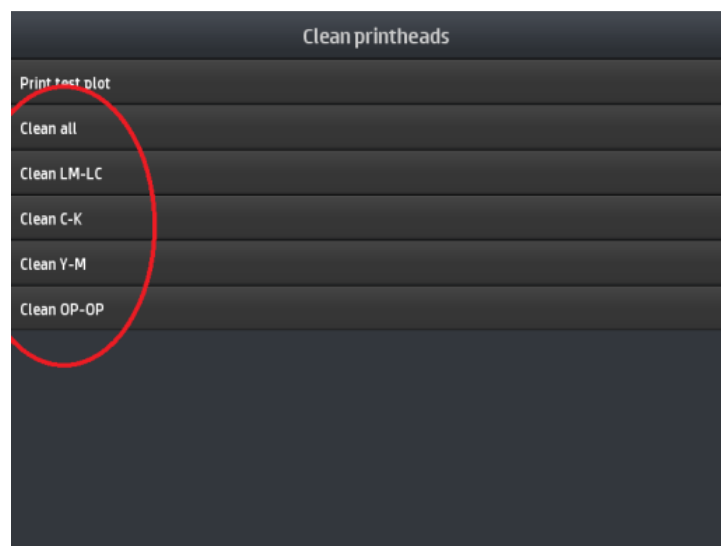 Clean printheads
Print test plot
Clean all
Clean LM-LC
Clean C-K
Clean Y-M
Clean OP-OP